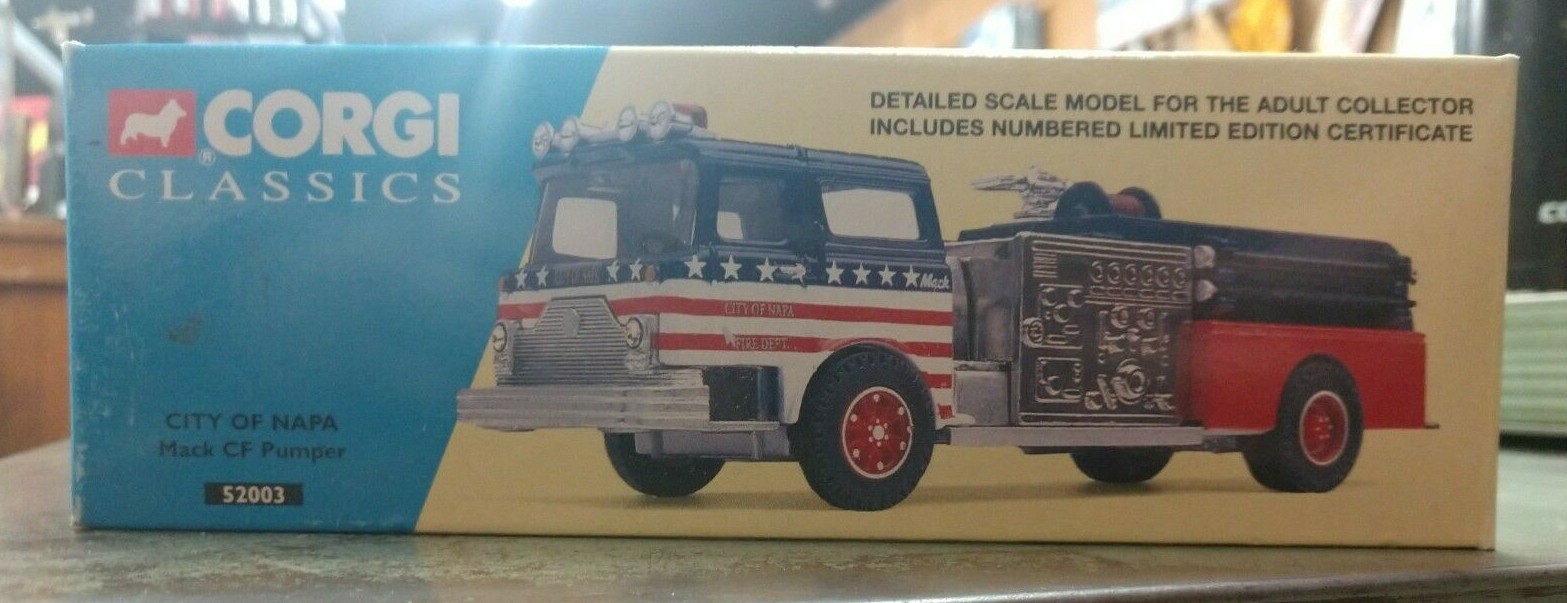 CORGI
®
CLASSICS
DETAILED SCALE MODEL FOR THE ADULT COLLECTOR
INCLUDES NUMBERED LIMITED EDITION CERTIFICATE
Mack
CITY OF NAPA
FIRE DEPT.
CITY OF NAPA
Mack CF Pumper
52003